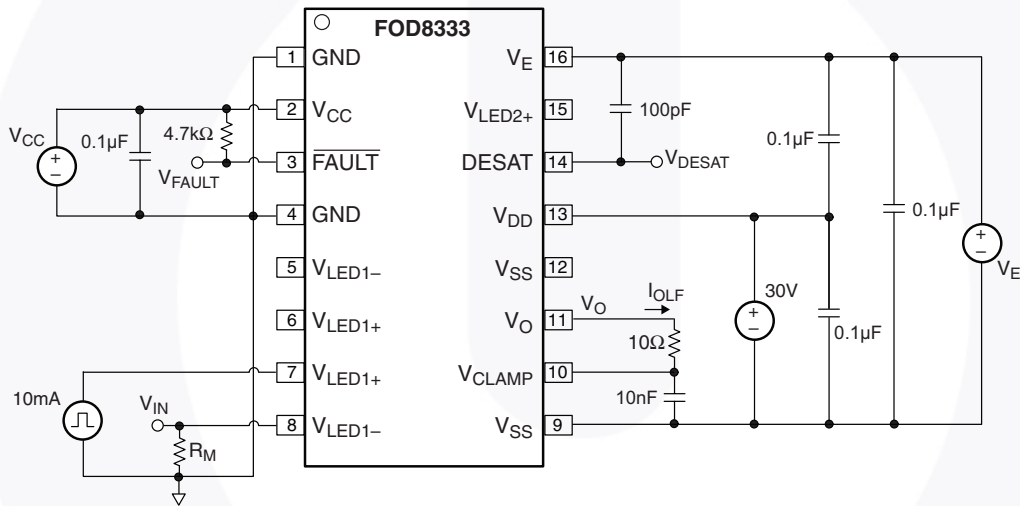 FOD8333
1 GND
2 VCC
3 FAULT
4 GND
5 VLED1–
6 VLED1+
7 VLED1+
8 VLED1–
VE 16
VLED2+ 15
DESAT 14
VDD 13
VSS 12
VO 11
VCLAMP 10
VSS 9
VCC
+
–
0.1µF
4.7kΩ
VFAULT
10mA
VIN
RM
100pF
VDESAT
0.1µF
0.1µF
0.1µF
30V
+
–
VO
IOLF
10Ω
10nF
+
–
VE